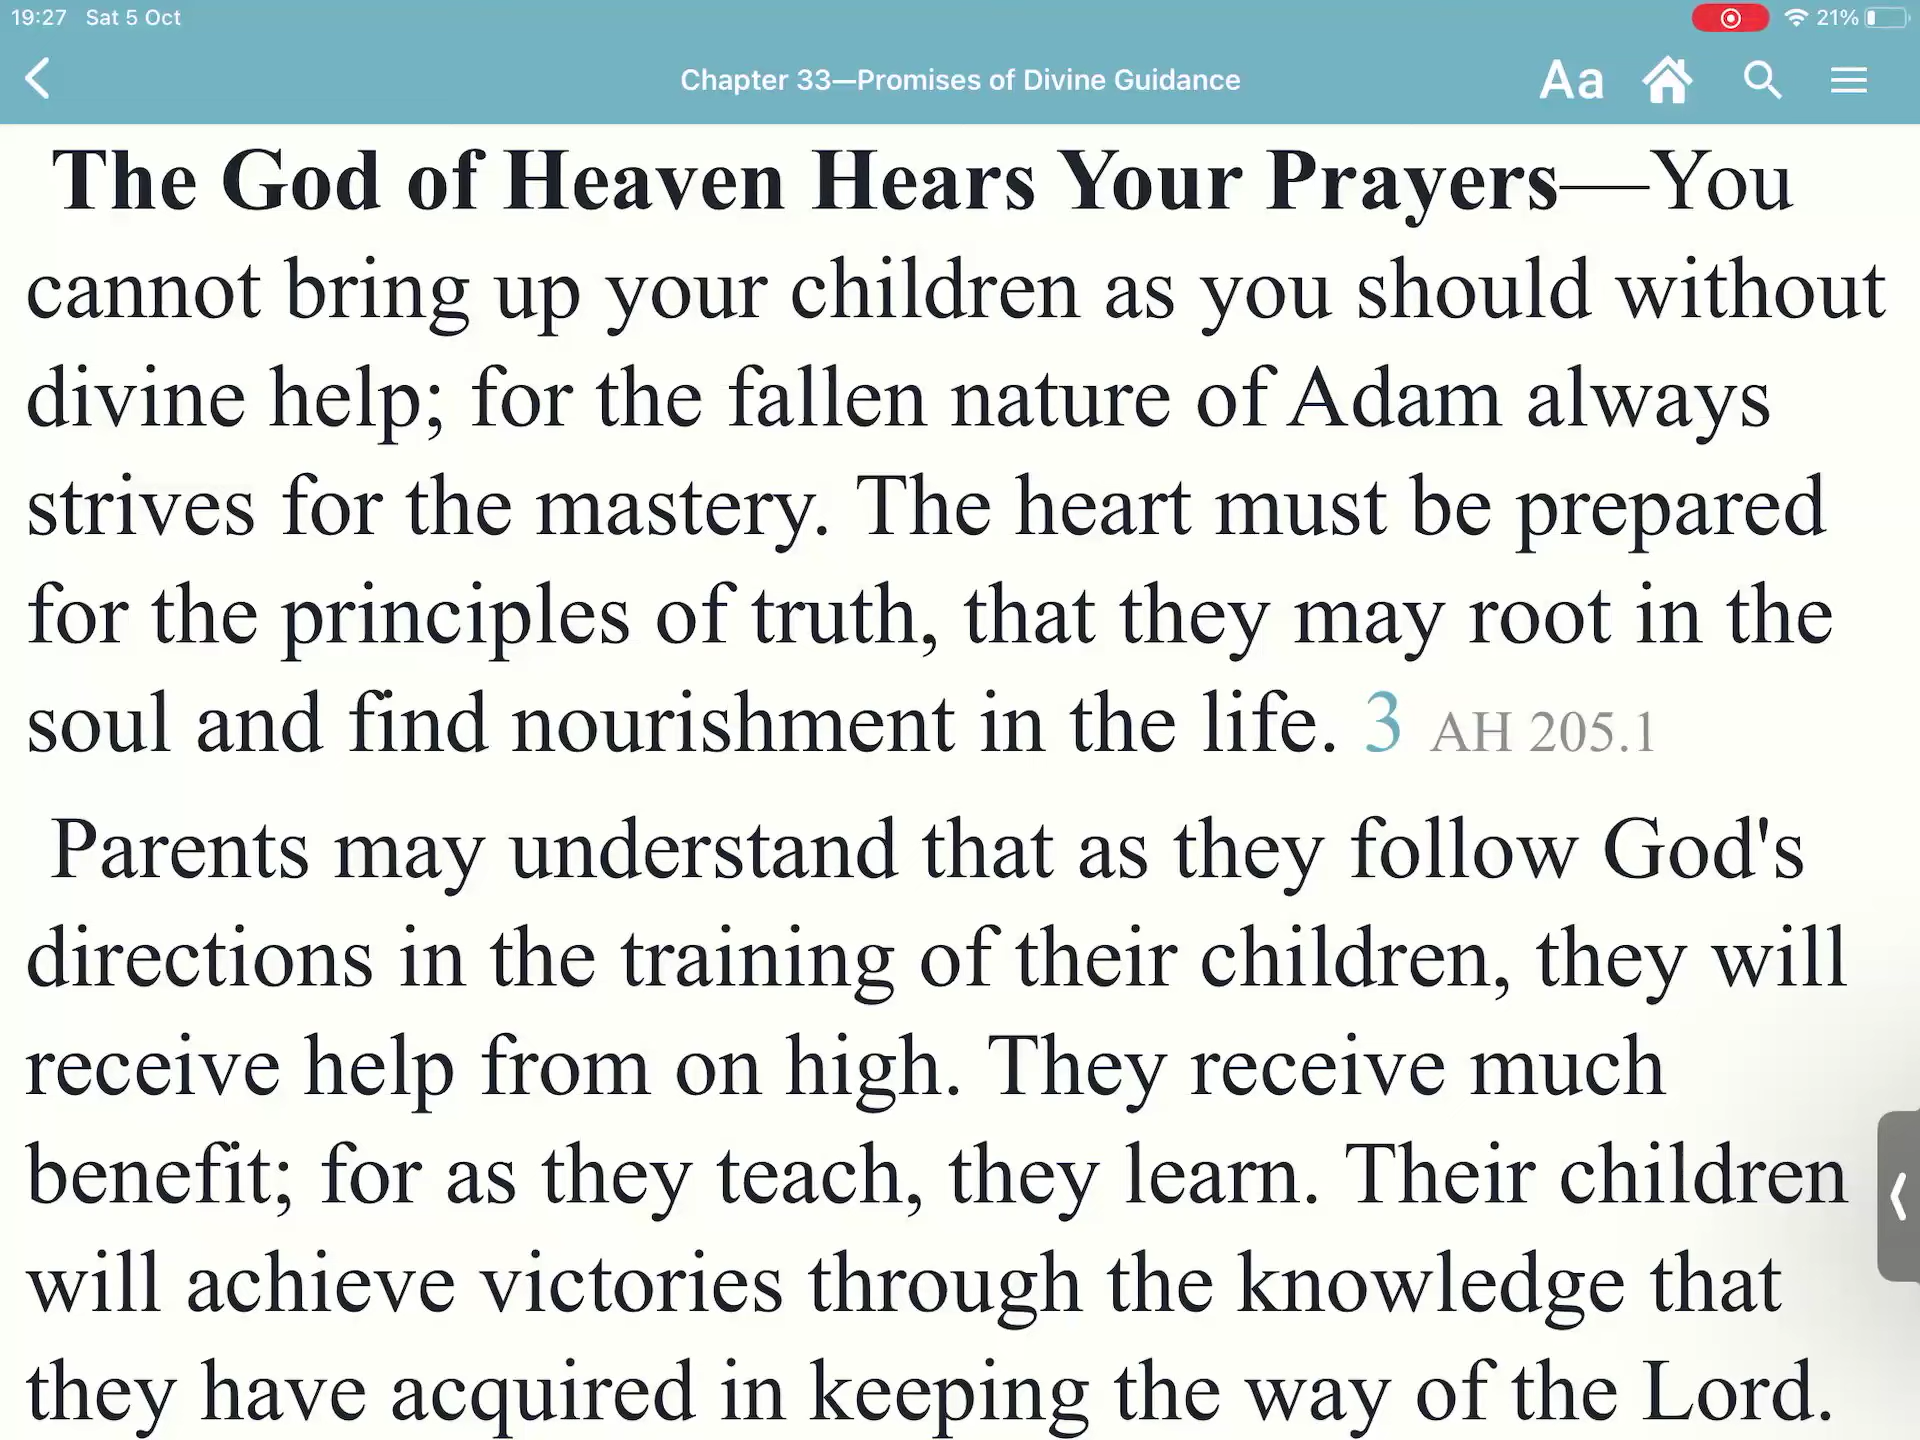 19:27 Sat 5 Oct 21%
Chapter 33—Promises of Divine Guidance Aa
The God of Heaven Hears Your Prayers—You
cannot bring up your children as you should without
divine help; for the fallen nature of Adam always
strives for the mastery. The heart must be prepared
for the principles of truth, that they may root in the
soul and find nourishment in the life. 3 AH 205.1
Parents may understand that as they follow God's
directions in the training of their children, they will
receive help from on high. They receive much
benefit; for as they teach, they learn. Their children
will achieve victories through the knowledge that
they have acquired in keeping the way of the Lord.